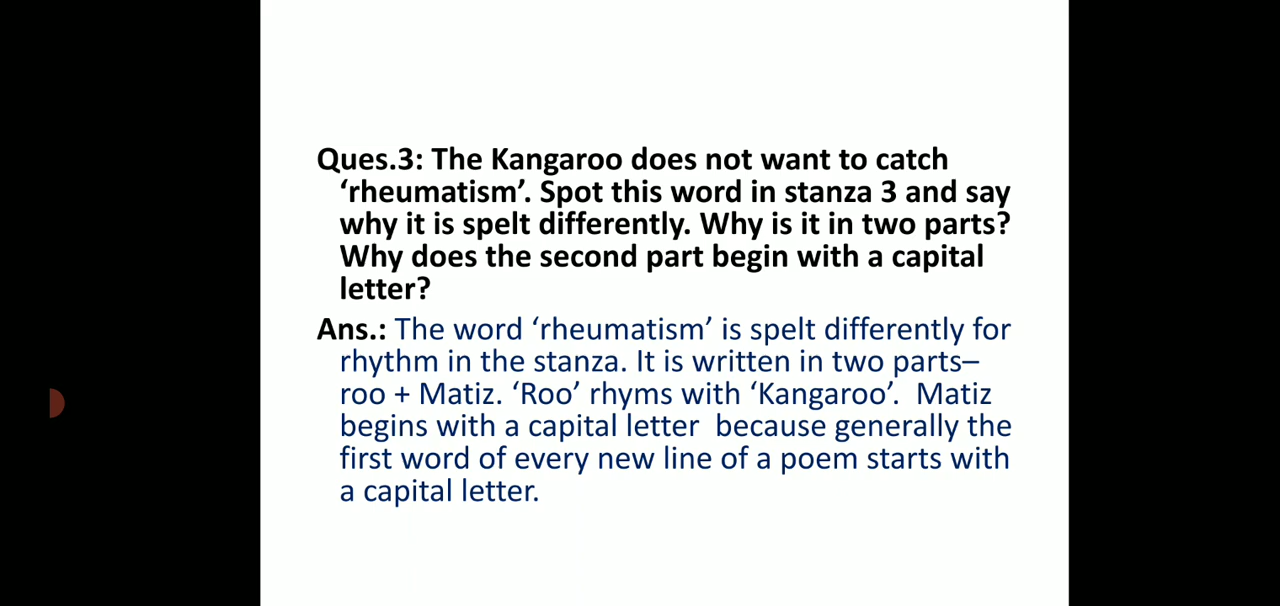 Ques.3: The Kangaroo does not want to catch
‘rheumatism’. Spot this word in stanza 3 and say
why it is spelt differently. Why is it in two parts?
Why does the second part begin with a capital
letter?
Ans.: The word ‘rheumatism’ is spelt differently for
rhythm in the stanza. It is written in two parts–
roo + Matiz. ‘Roo’ rhyms with ‘Kangaroo’.  Matiz
begins with a capital letter  because generally the
first word of every new line of a poem starts with
a capital letter.